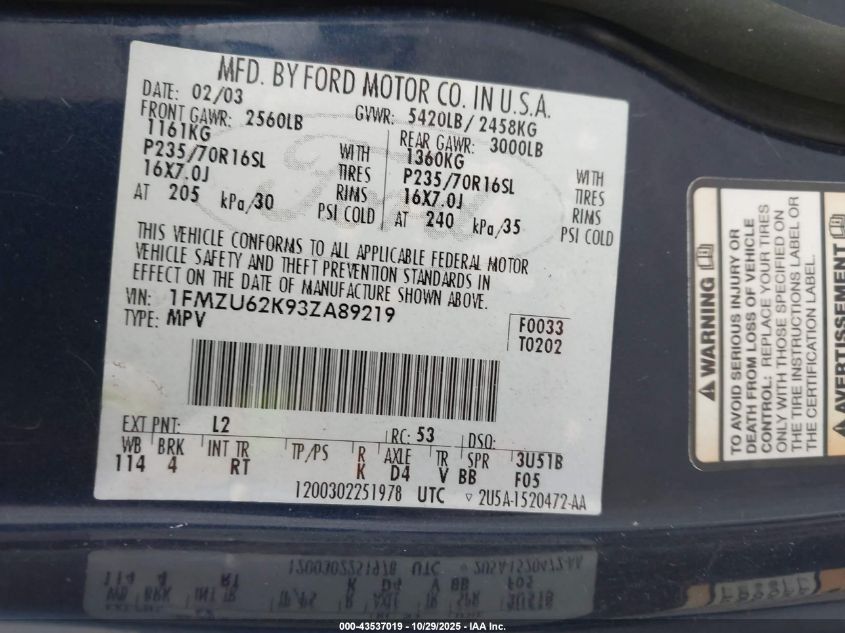 MFD. BY FORD MOTOR CO. IN U.S.A.
DATE: 02/03 GVWR: 5420LB/ 2458KG
FRONT GAWR: 2560LB REAR GAWR: 3000LB
1161KG WITH 1360KG WITH
P235/70R16SL TIRES P235/70R16SL TIRES
16X7.0J RIMS 16X7.0J RIMS
AT 205 kPa/30 PSI COLD AT 240 kPa/35 PSI COLD
THIS VEHICLE CONFORMS TO ALL APPLICABLE FEDERAL MOTOR
VEHICLE SAFETY AND THEFT PREVENTION STANDARDS IN
EFFECT ON THE DATE OF MANUFACTURE SHOWN ABOVE.
VIN: 1FMZU62K93ZA89219 F0033
TYPE: MPV T0202
EXT PNT: L2 RC: 53 DSO:
WB BRK INT TR TP/PS R AXLE TR SPR 3U51B
114 4 RT K D4 V BB F05
1200302251978 UTC ▽ 2U5A-1520472-AA
WARNING
TO AVOID SERIOUS INJURY OR
DEATH FROM LOSS OF VEHICLE
CONTROL: REPLACE YOUR TIRES
ONLY WITH THOSE SPECIFIED ON
THE TIRE INSTRUCTIONS LABEL OR
THE CERTIFICATION LABEL.
000-43537019 - 10/29/2025 - IAA Inc.